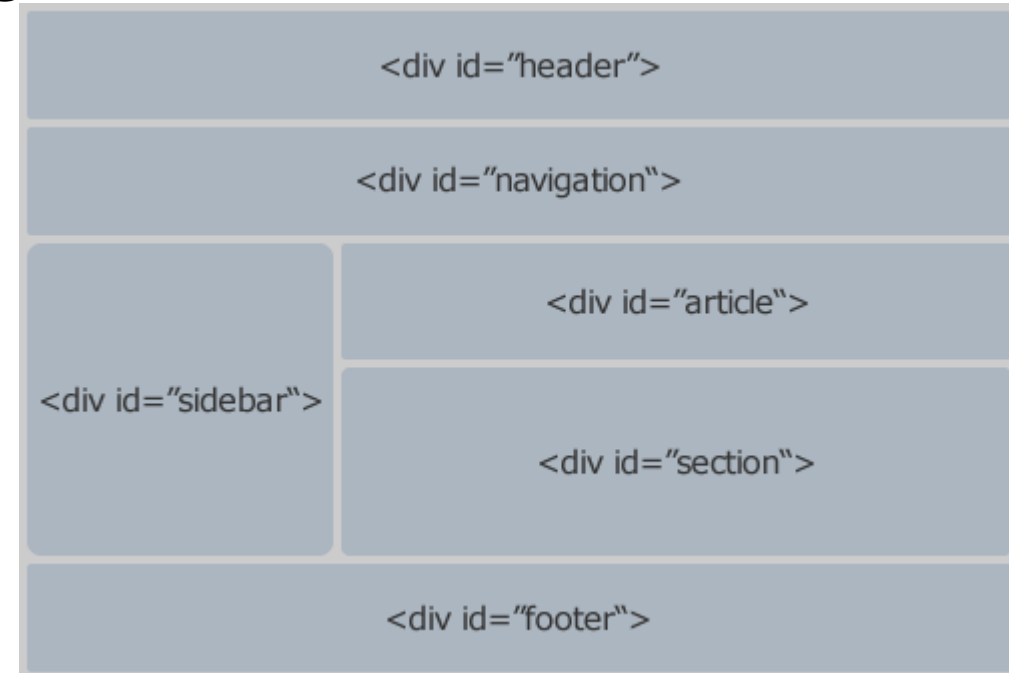 <div id=”header”>
<div id=”navigation“>
<div id=”article“>
<div id=”sidebar“>
<div id=”section“>
<div id=”footer“>